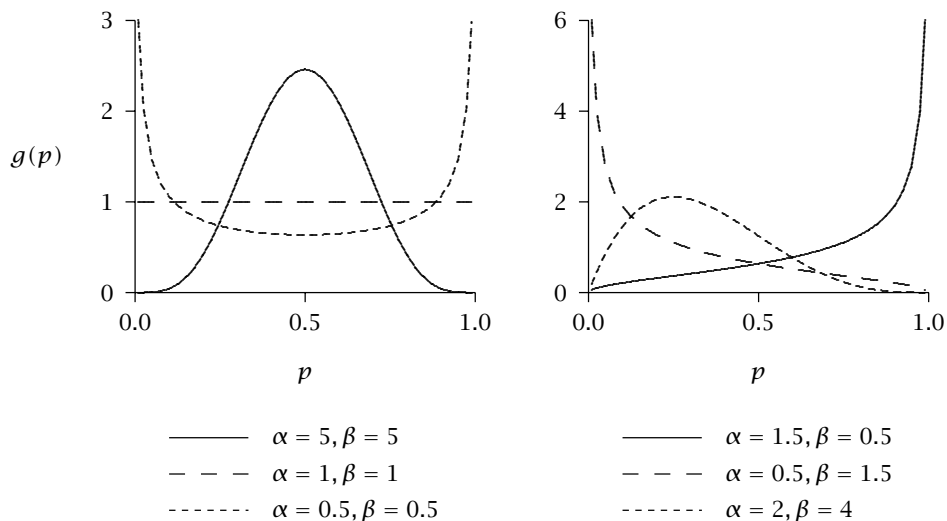 3
2
1
0
g(p)
0.0 0.5 1.0
p
α = 5, β = 5
α = 1, β = 1
α = 0.5, β = 0.5
6
4
2
0
0.0 0.5 1.0
p
α = 1.5, β = 0.5
α = 0.5, β = 1.5
α = 2, β = 4